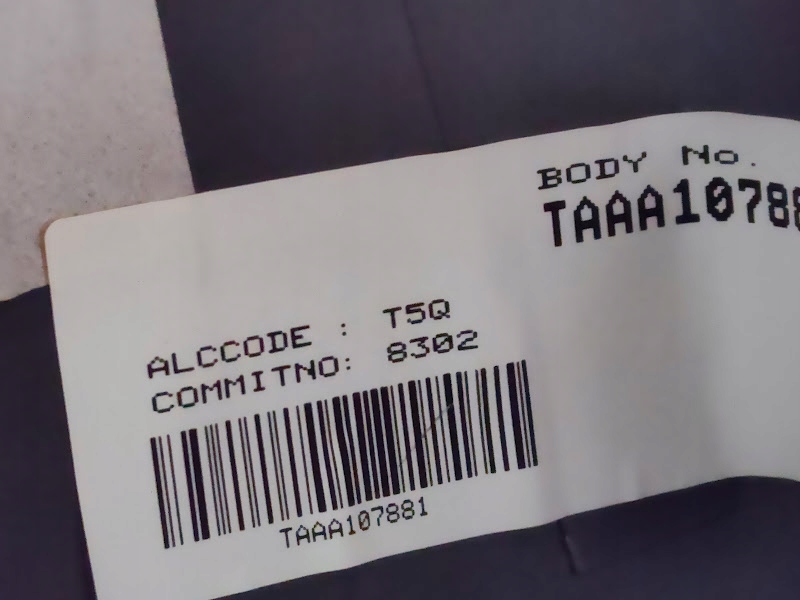 BODY No.
TAAA10788
ALCCODE : T5Q
COMMITNO: 8302
TAAA107881